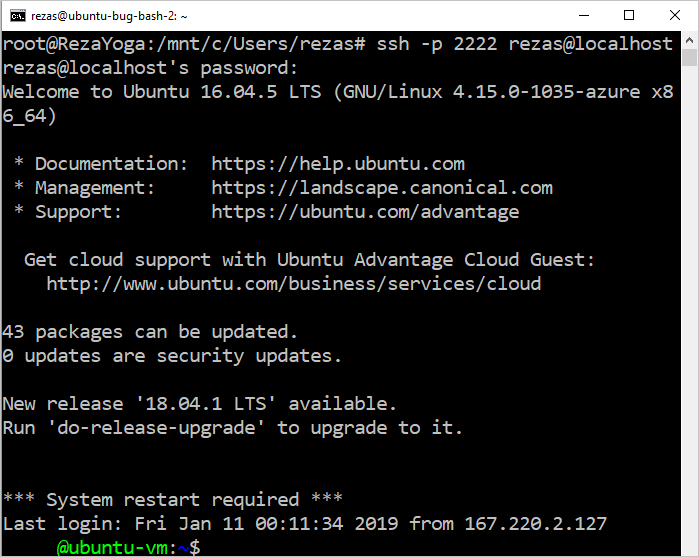 rezas@ubuntu-bug-bash-2: ~
root@RezaYoga:/mnt/c/Users/rezas# ssh -p 2222 rezas@localhost
rezas@localhost's password:
Welcome to Ubuntu 16.04.5 LTS (GNU/Linux 4.15.0-1035-azure x8
6_64)
* Documentation:  https://help.ubuntu.com
* Management:     https://landscape.canonical.com
* Support:        https://ubuntu.com/advantage
Get cloud support with Ubuntu Advantage Cloud Guest:
http://www.ubuntu.com/business/services/cloud
43 packages can be updated.
0 updates are security updates.
New release '18.04.1 LTS' available.
Run 'do-release-upgrade' to upgrade to it.
*** System restart required ***
Last login: Fri Jan 11 00:11:34 2019 from 167.220.2.127
@ubuntu-vm:~$